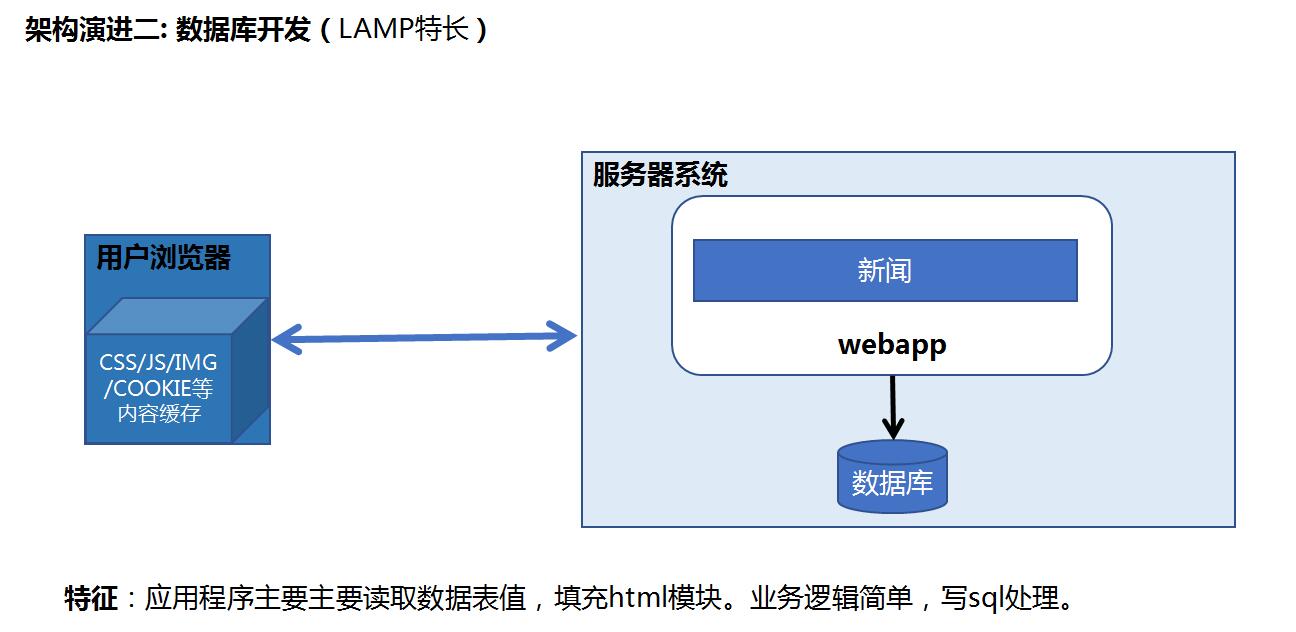 架构演进二: 数据库开发（LAMP特长）
服务器系统
新闻
用户浏览器
webapp
CSS/JS/IMG
/COOKIE等
内容缓存
数据库
特征：应用程序主要主要读取数据表值，填充html模块。业务逻辑简单，写sql处理。